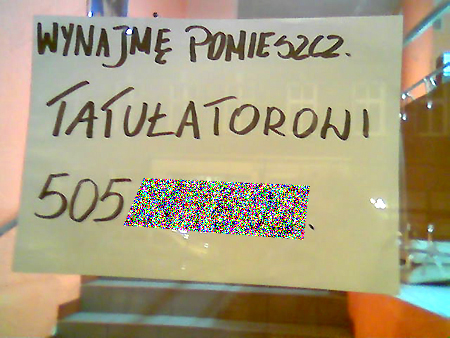 WYNAJMĘ POMIESZCZ.
TATUŁATOROWI
505